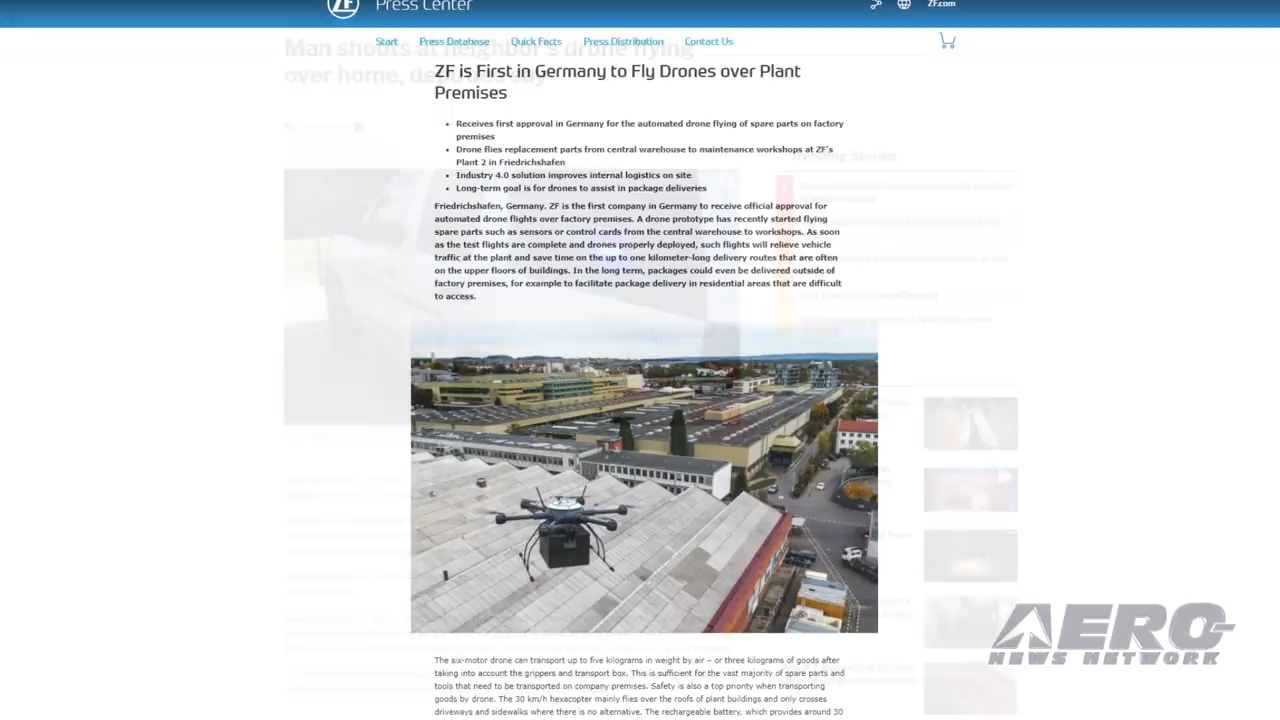 ZF
Press Center
ZF.com
Start
Press Database
Quick Facts
Press Distribution
Contact Us
Man shoots at neighbor's drone flying
over home, deputies say
ZF is First in Germany to Fly Drones over Plant
Premises
Receives first approval in Germany for the automated drone flying of spare parts on factory
premises
Drone flies replacement parts from central warehouse to maintenance workshops at ZF's
Plant 2 in Friedrichshafen
Industry 4.0 solution improves internal logistics on site
Long-term goal is for drones to assist in package deliveries
Trending Stories
Friedrichshafen, Germany. ZF is the first company in Germany to receive official approval for
automated drone flights over factory premises. A drone prototype has recently started flying
spare parts such as sensors or control cards from the central warehouse to workshops. As soon
as the test flights are complete and drones properly deployed, such flights will relieve vehicle
traffic at the plant and save time on the up to one kilometer-long delivery routes that are often
on the upper floors of buildings. In the long term, packages could even be delivered outside of
factory premises, for example to facilitate package delivery in residential areas that are difficult
to access.
The six-motor drone can transport up to five kilograms in weight by air – or three kilograms of goods after
taking into account the grippers and transport box. This is sufficient for the vast majority of spare parts and
tools that need to be transported on company premises. Safety is also a top priority when transporting
goods by drone. The 30 km/h hexacopter mainly flies over the roofs of plant buildings and only crosses
driveways and sidewalks where there is no alternative. The rechargeable battery, which provides around 30
AERO
NEWS NETWORK